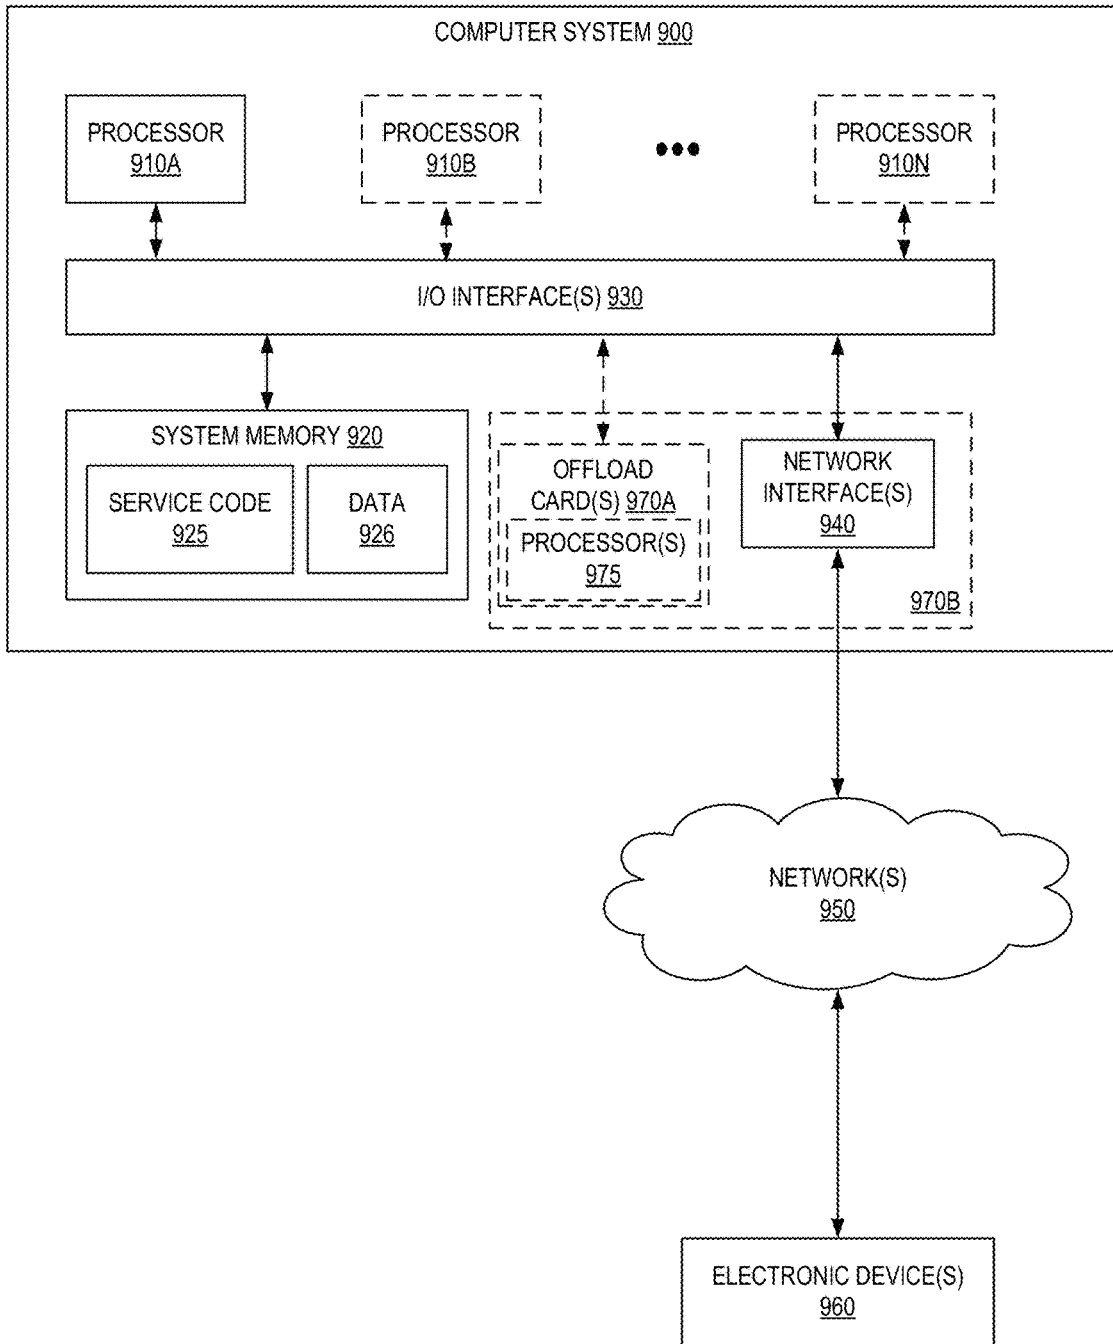 COMPUTER SYSTEM 900
PROCESSOR
910A
PROCESSOR
910B
PROCESSOR
910N
I/O INTERFACE(S) 930
SYSTEM MEMORY 920
SERVICE CODE
925
DATA
926
OFFLOAD
CARD(S) 970A
PROCESSOR(S)
975
NETWORK
INTERFACE(S)
940
970B
NETWORK(S)
950
ELECTRONIC DEVICE(S)
960